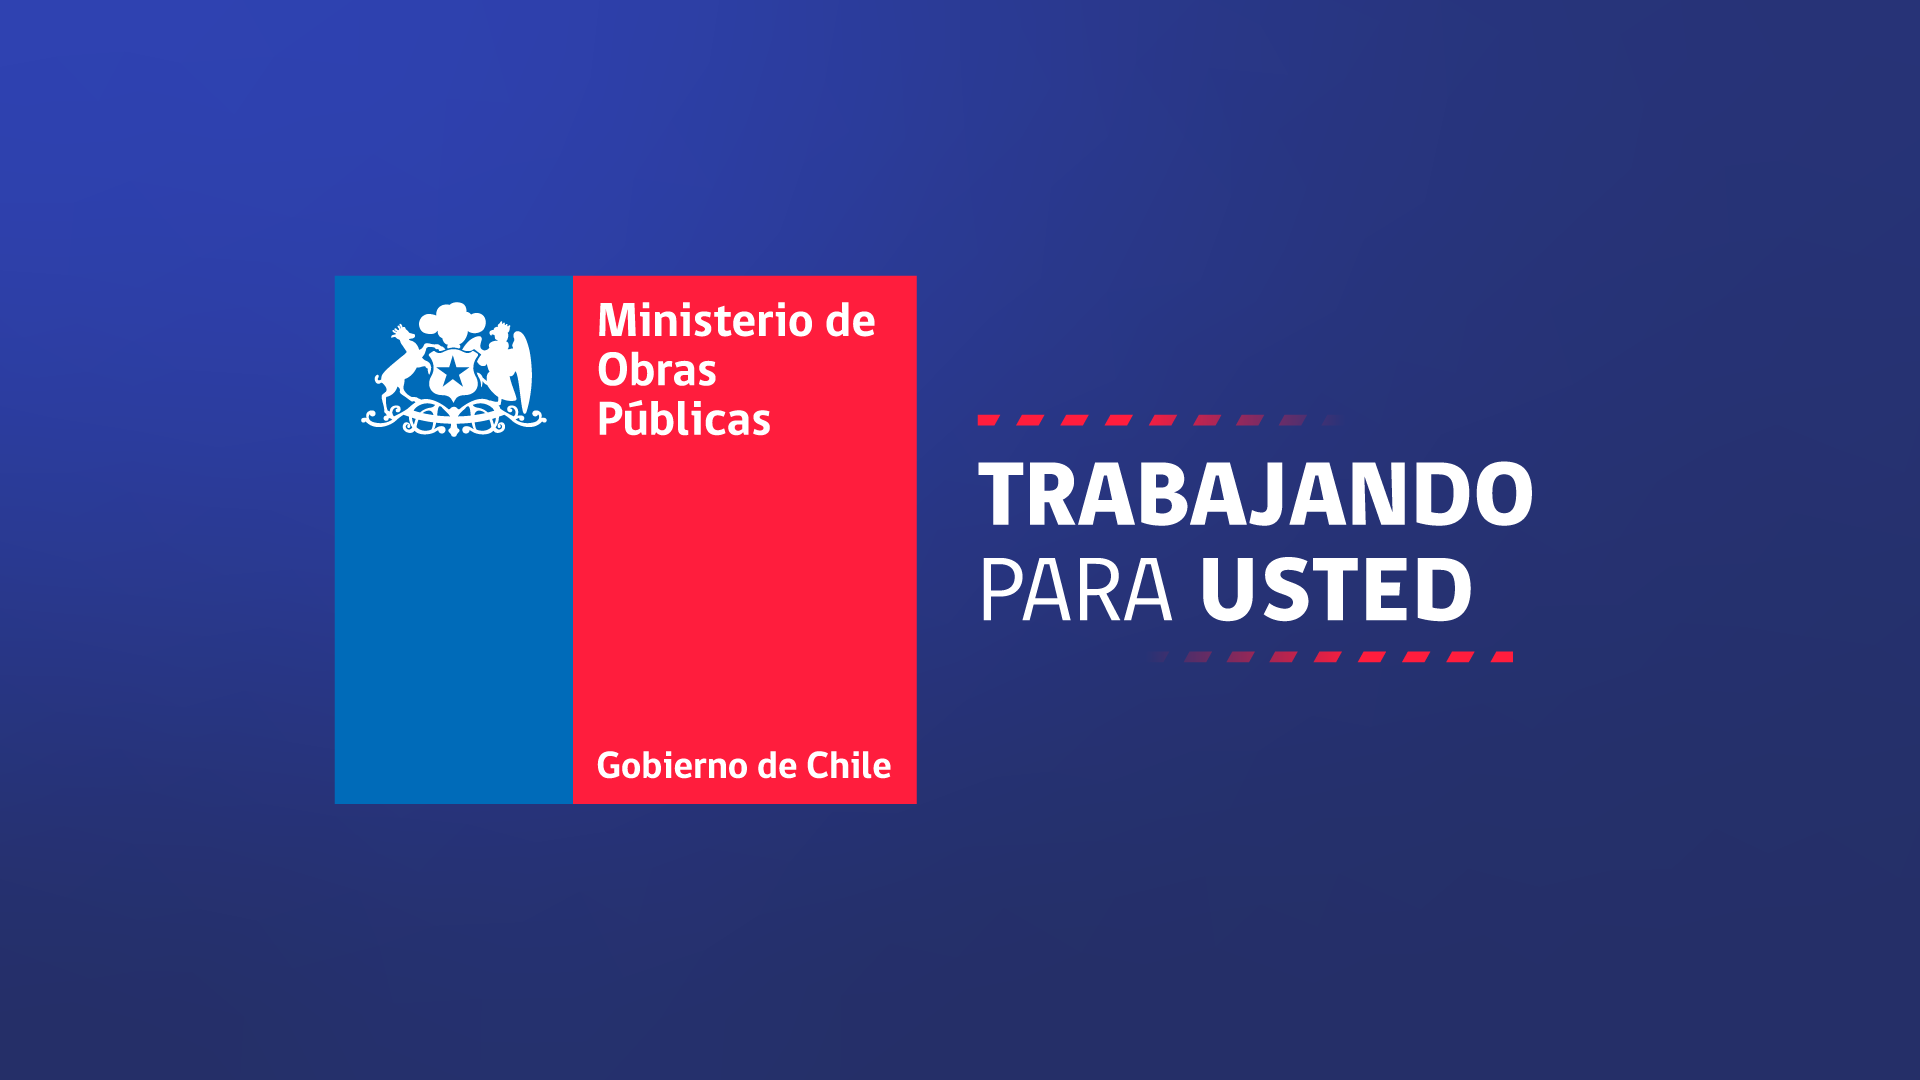 Ministerio de
Obras
Públicas
Gobierno de Chile
TRABAJANDO
PARA USTED